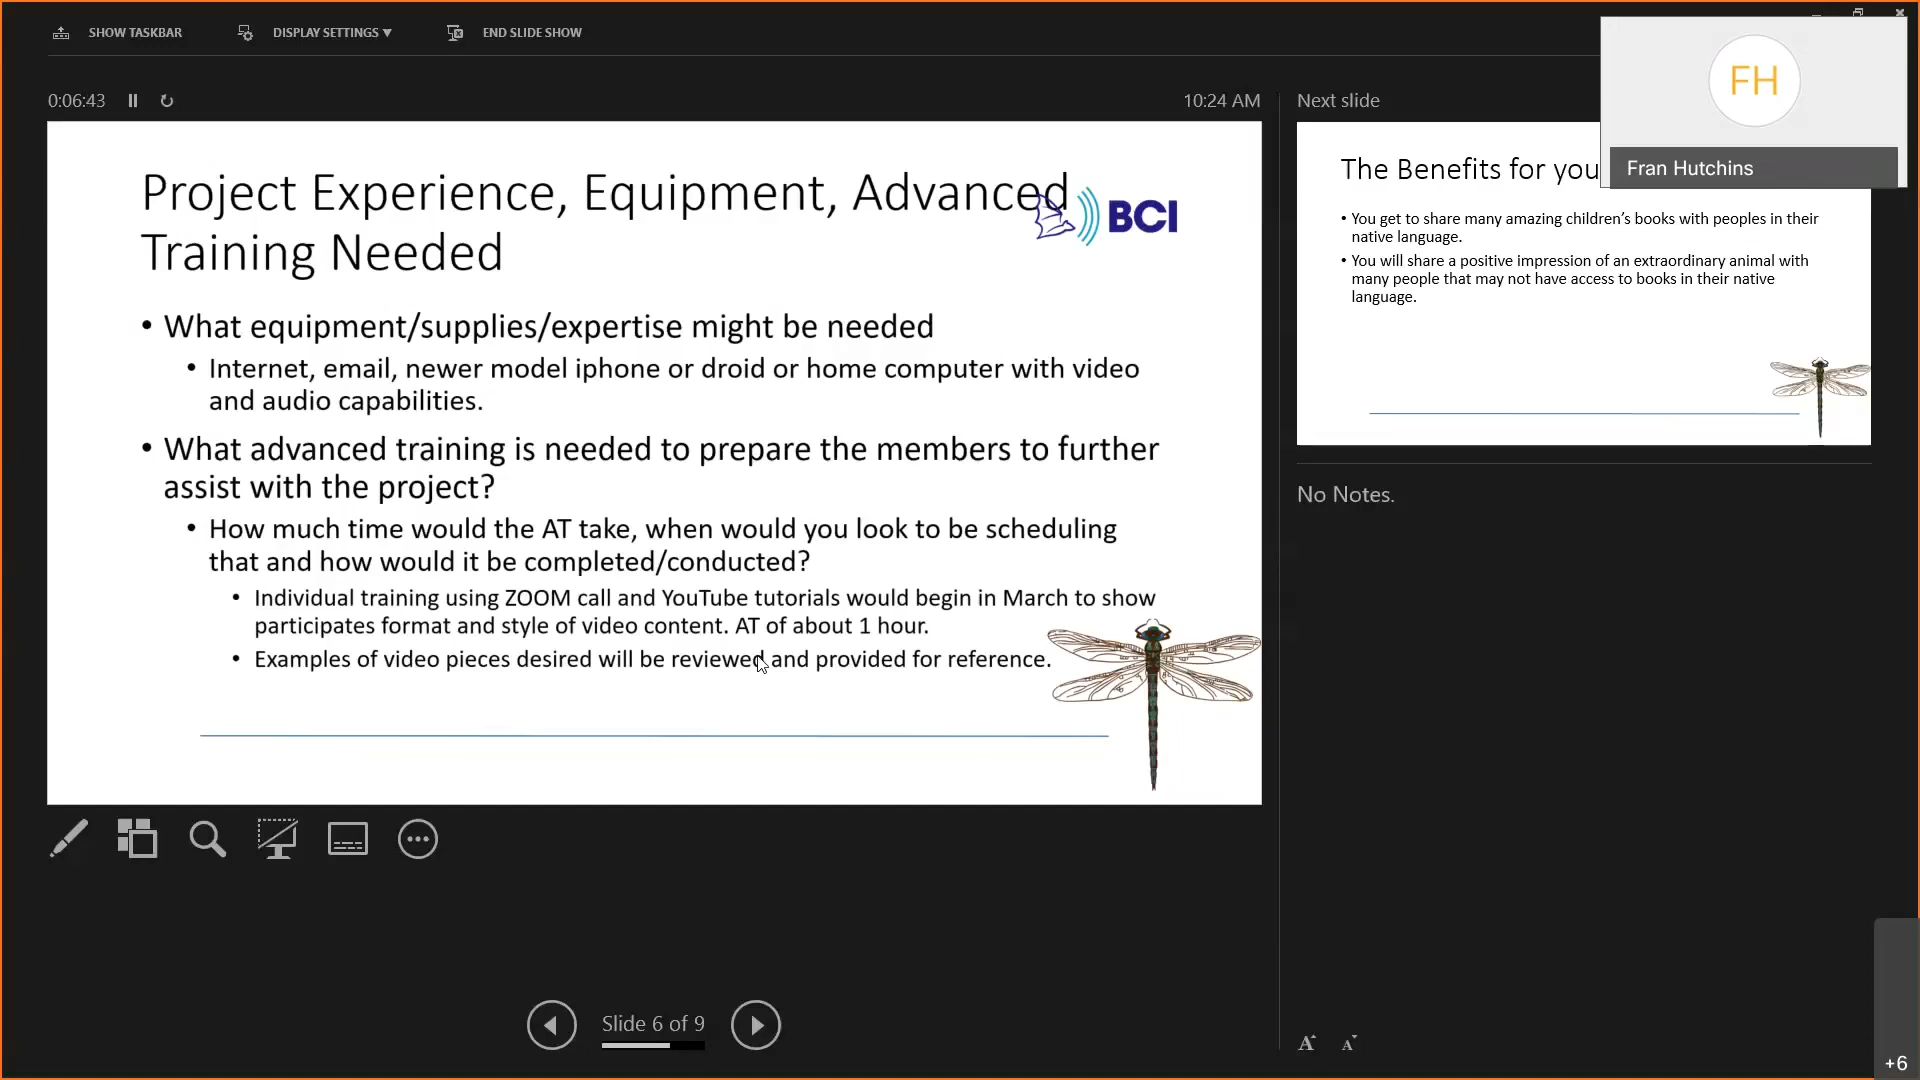 SHOW TASKBAR
DISPLAY SETTINGS ▼
END SLIDE SHOW
0:06:43
10:24 AM
Project Experience, Equipment, Advanced
Training Needed
BCI
• What equipment/supplies/expertise might be needed
• Internet, email, newer model iphone or droid or home computer with video
and audio capabilities.
• What advanced training is needed to prepare the members to further
assist with the project?
• How much time would the AT take, when would you look to be scheduling
that and how would it be completed/conducted?
• Individual training using ZOOM call and YouTube tutorials would begin in March to show
participates format and style of video content. AT of about 1 hour.
• Examples of video pieces desired will be reviewed and provided for reference.
Slide 6 of 9
Next slide
The Benefits for you
• You get to share many amazing children's books with peoples in their
native language.
• You will share a positive impression of an extraordinary animal with
many people that may not have access to books in their native
language.
No Notes.
A A
FH
Fran Hutchins
+6